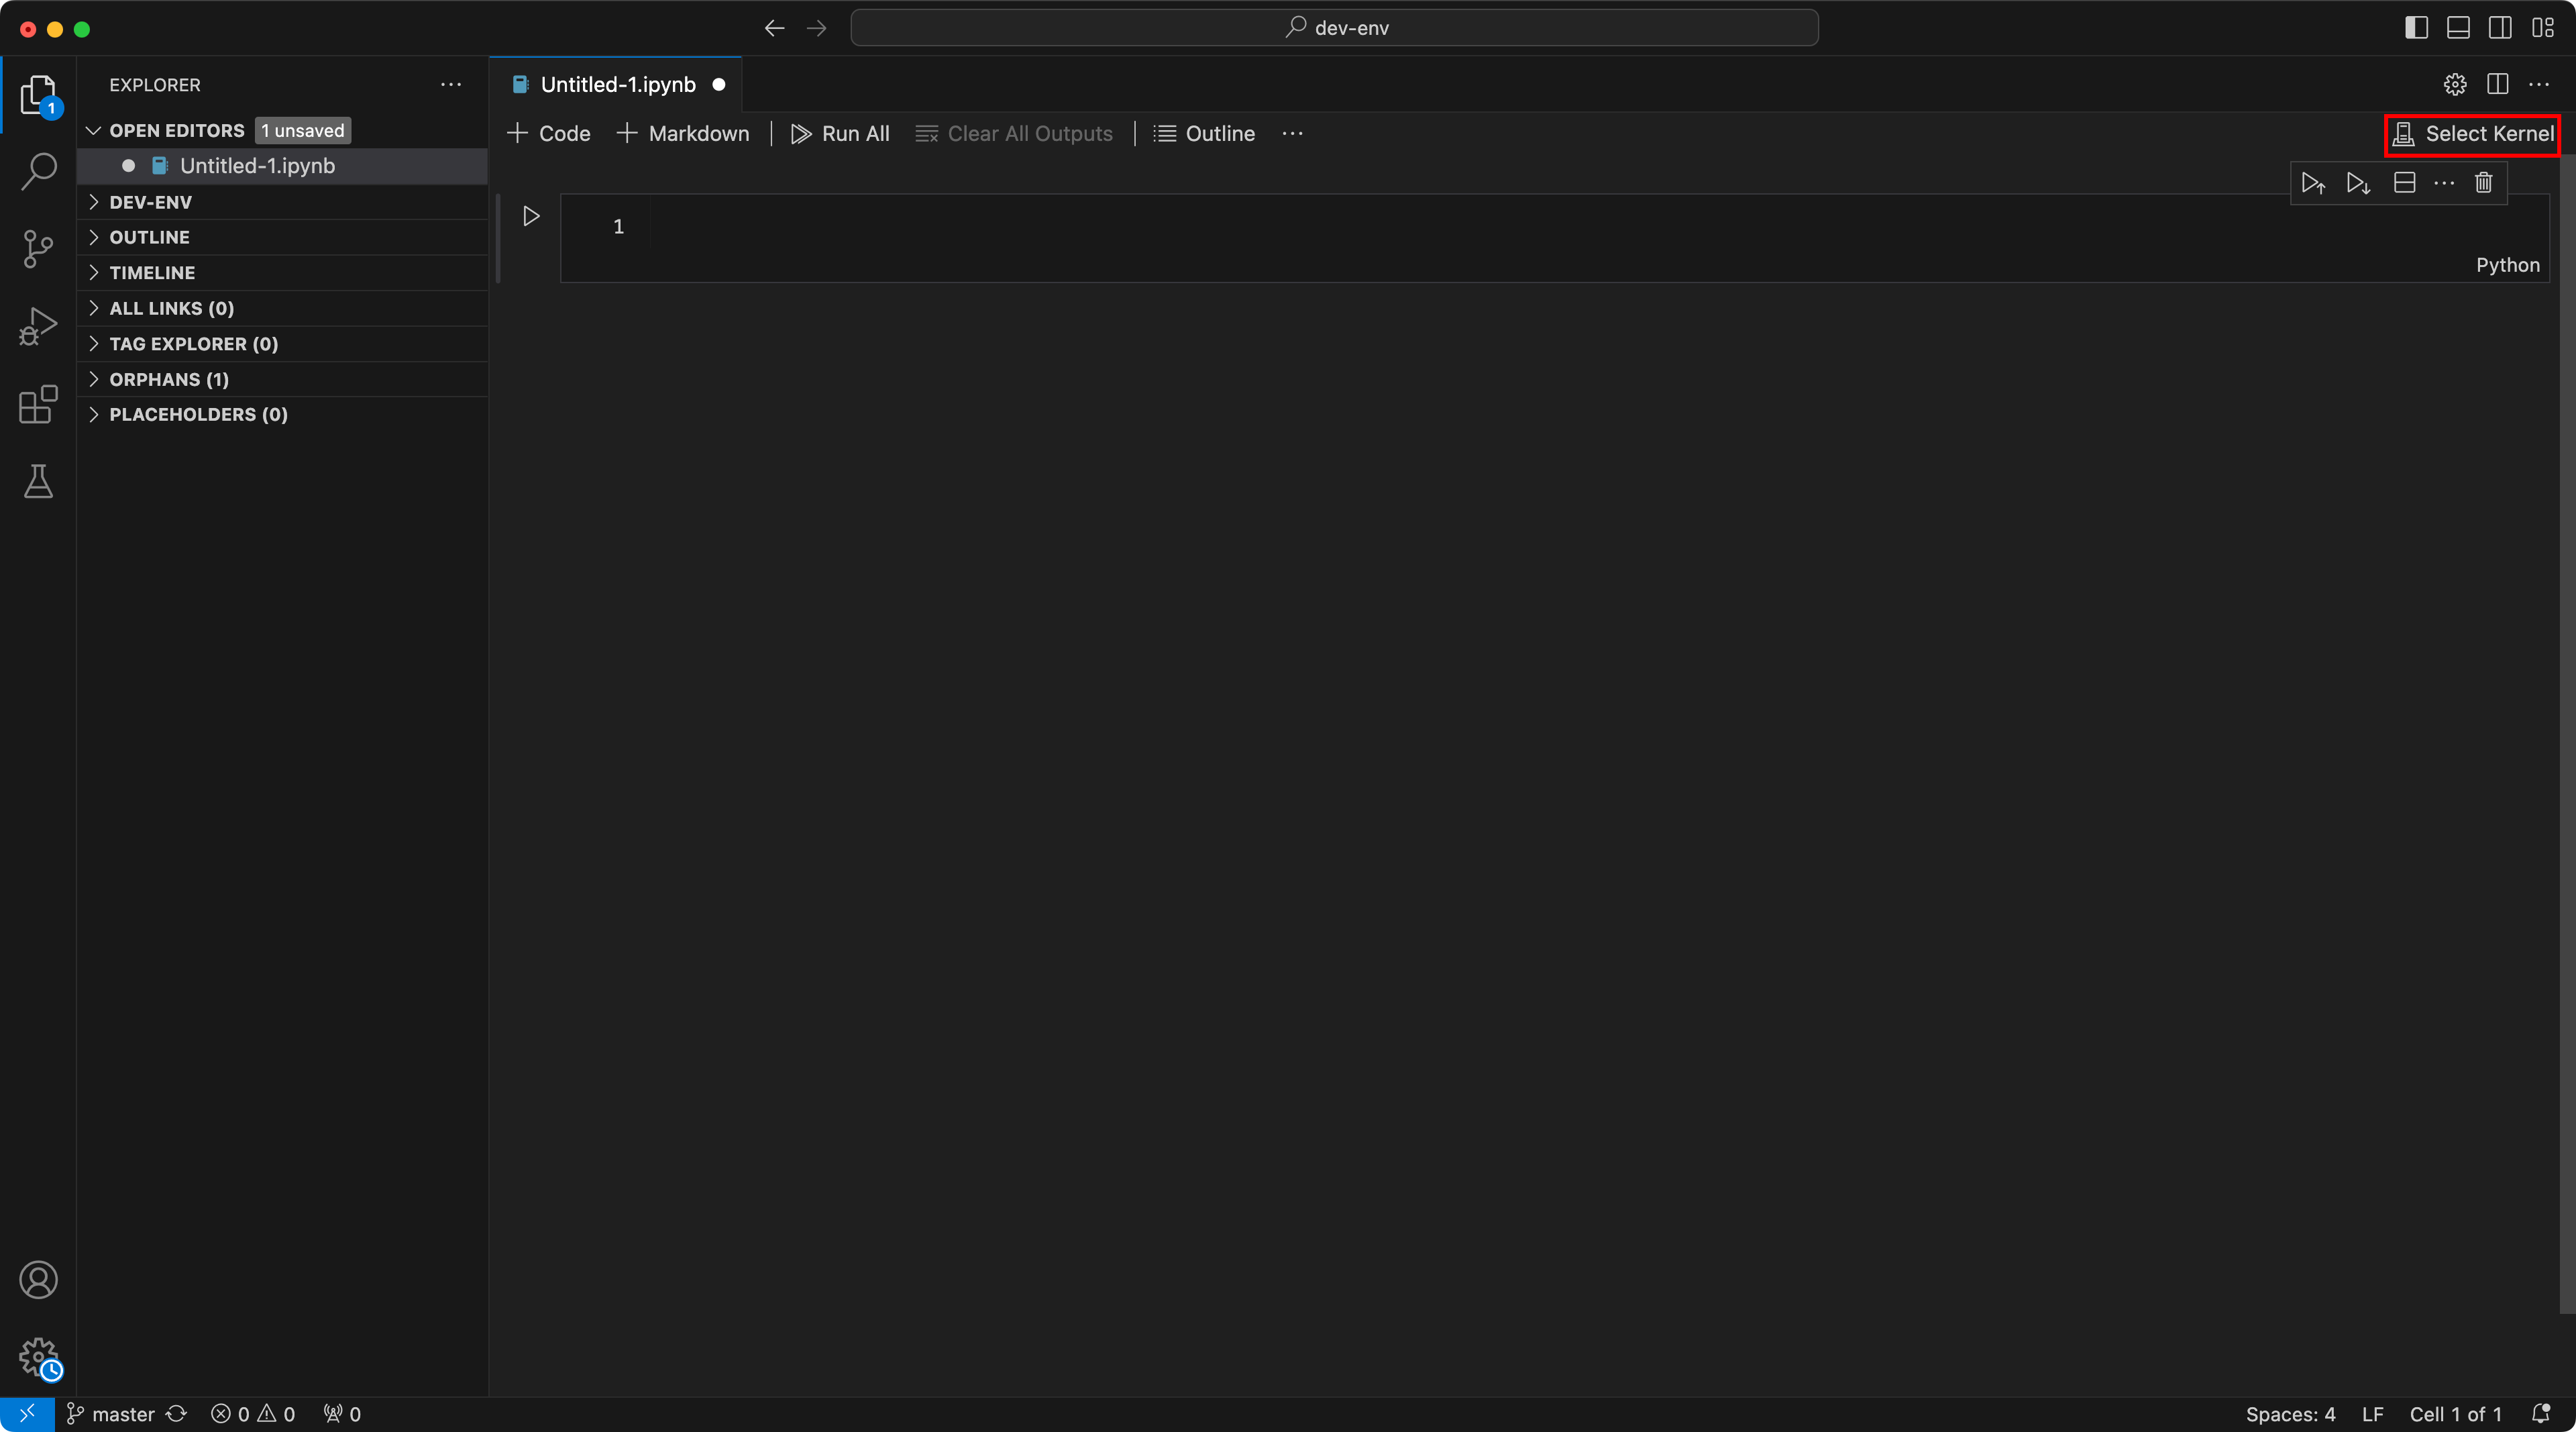 dev-env
EXPLORER
Untitled-1.ipynb
OPEN EDITORS 1 unsaved
Untitled-1.ipynb
DEV-ENV
OUTLINE
TIMELINE
ALL LINKS (0)
TAG EXPLORER (0)
ORPHANS (1)
PLACEHOLDERS (0)
1
Code Markdown Run All Clear All Outputs Outline Select Kernel
1
Python
master 0 0 0 Spaces: 4 LF Cell 1 of 1